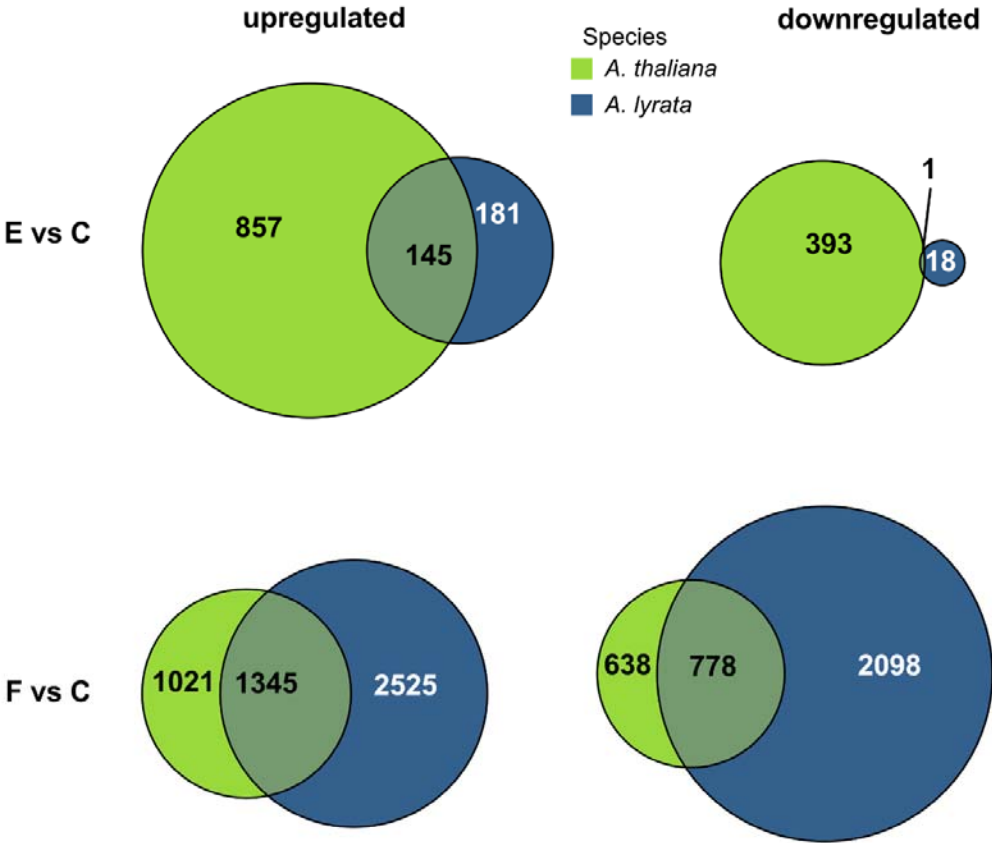 upregulated
downregulated
Species
A. thaliana
A. lyrata
E vs C
857
145
181
393
1
18
F vs C
1021
1345
2525
638
778
2098